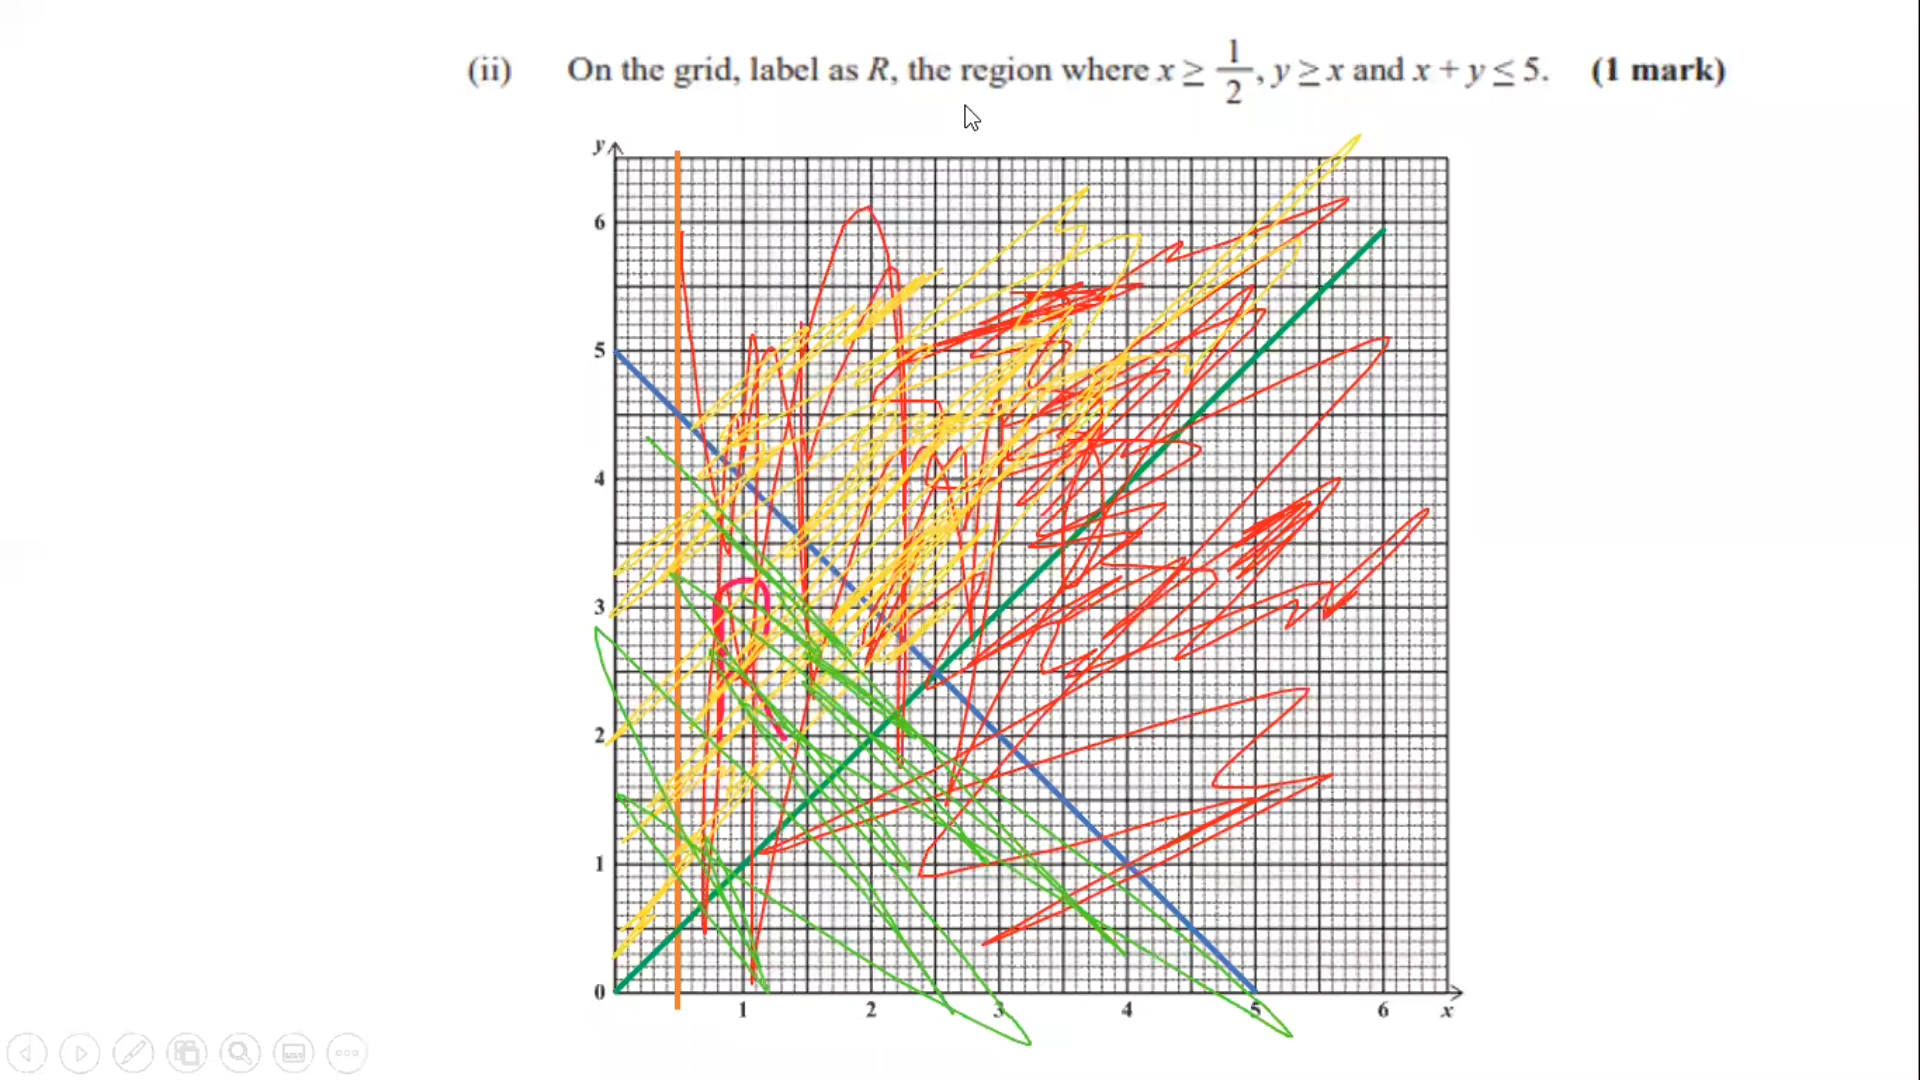 (ii) On the grid, label as R, the region where x ≥ 1/2, y ≥ x and x + y ≤ 5. (1 mark)
y
6
5
4
3
R
2
1
0
1 2 3 4 5 6 x